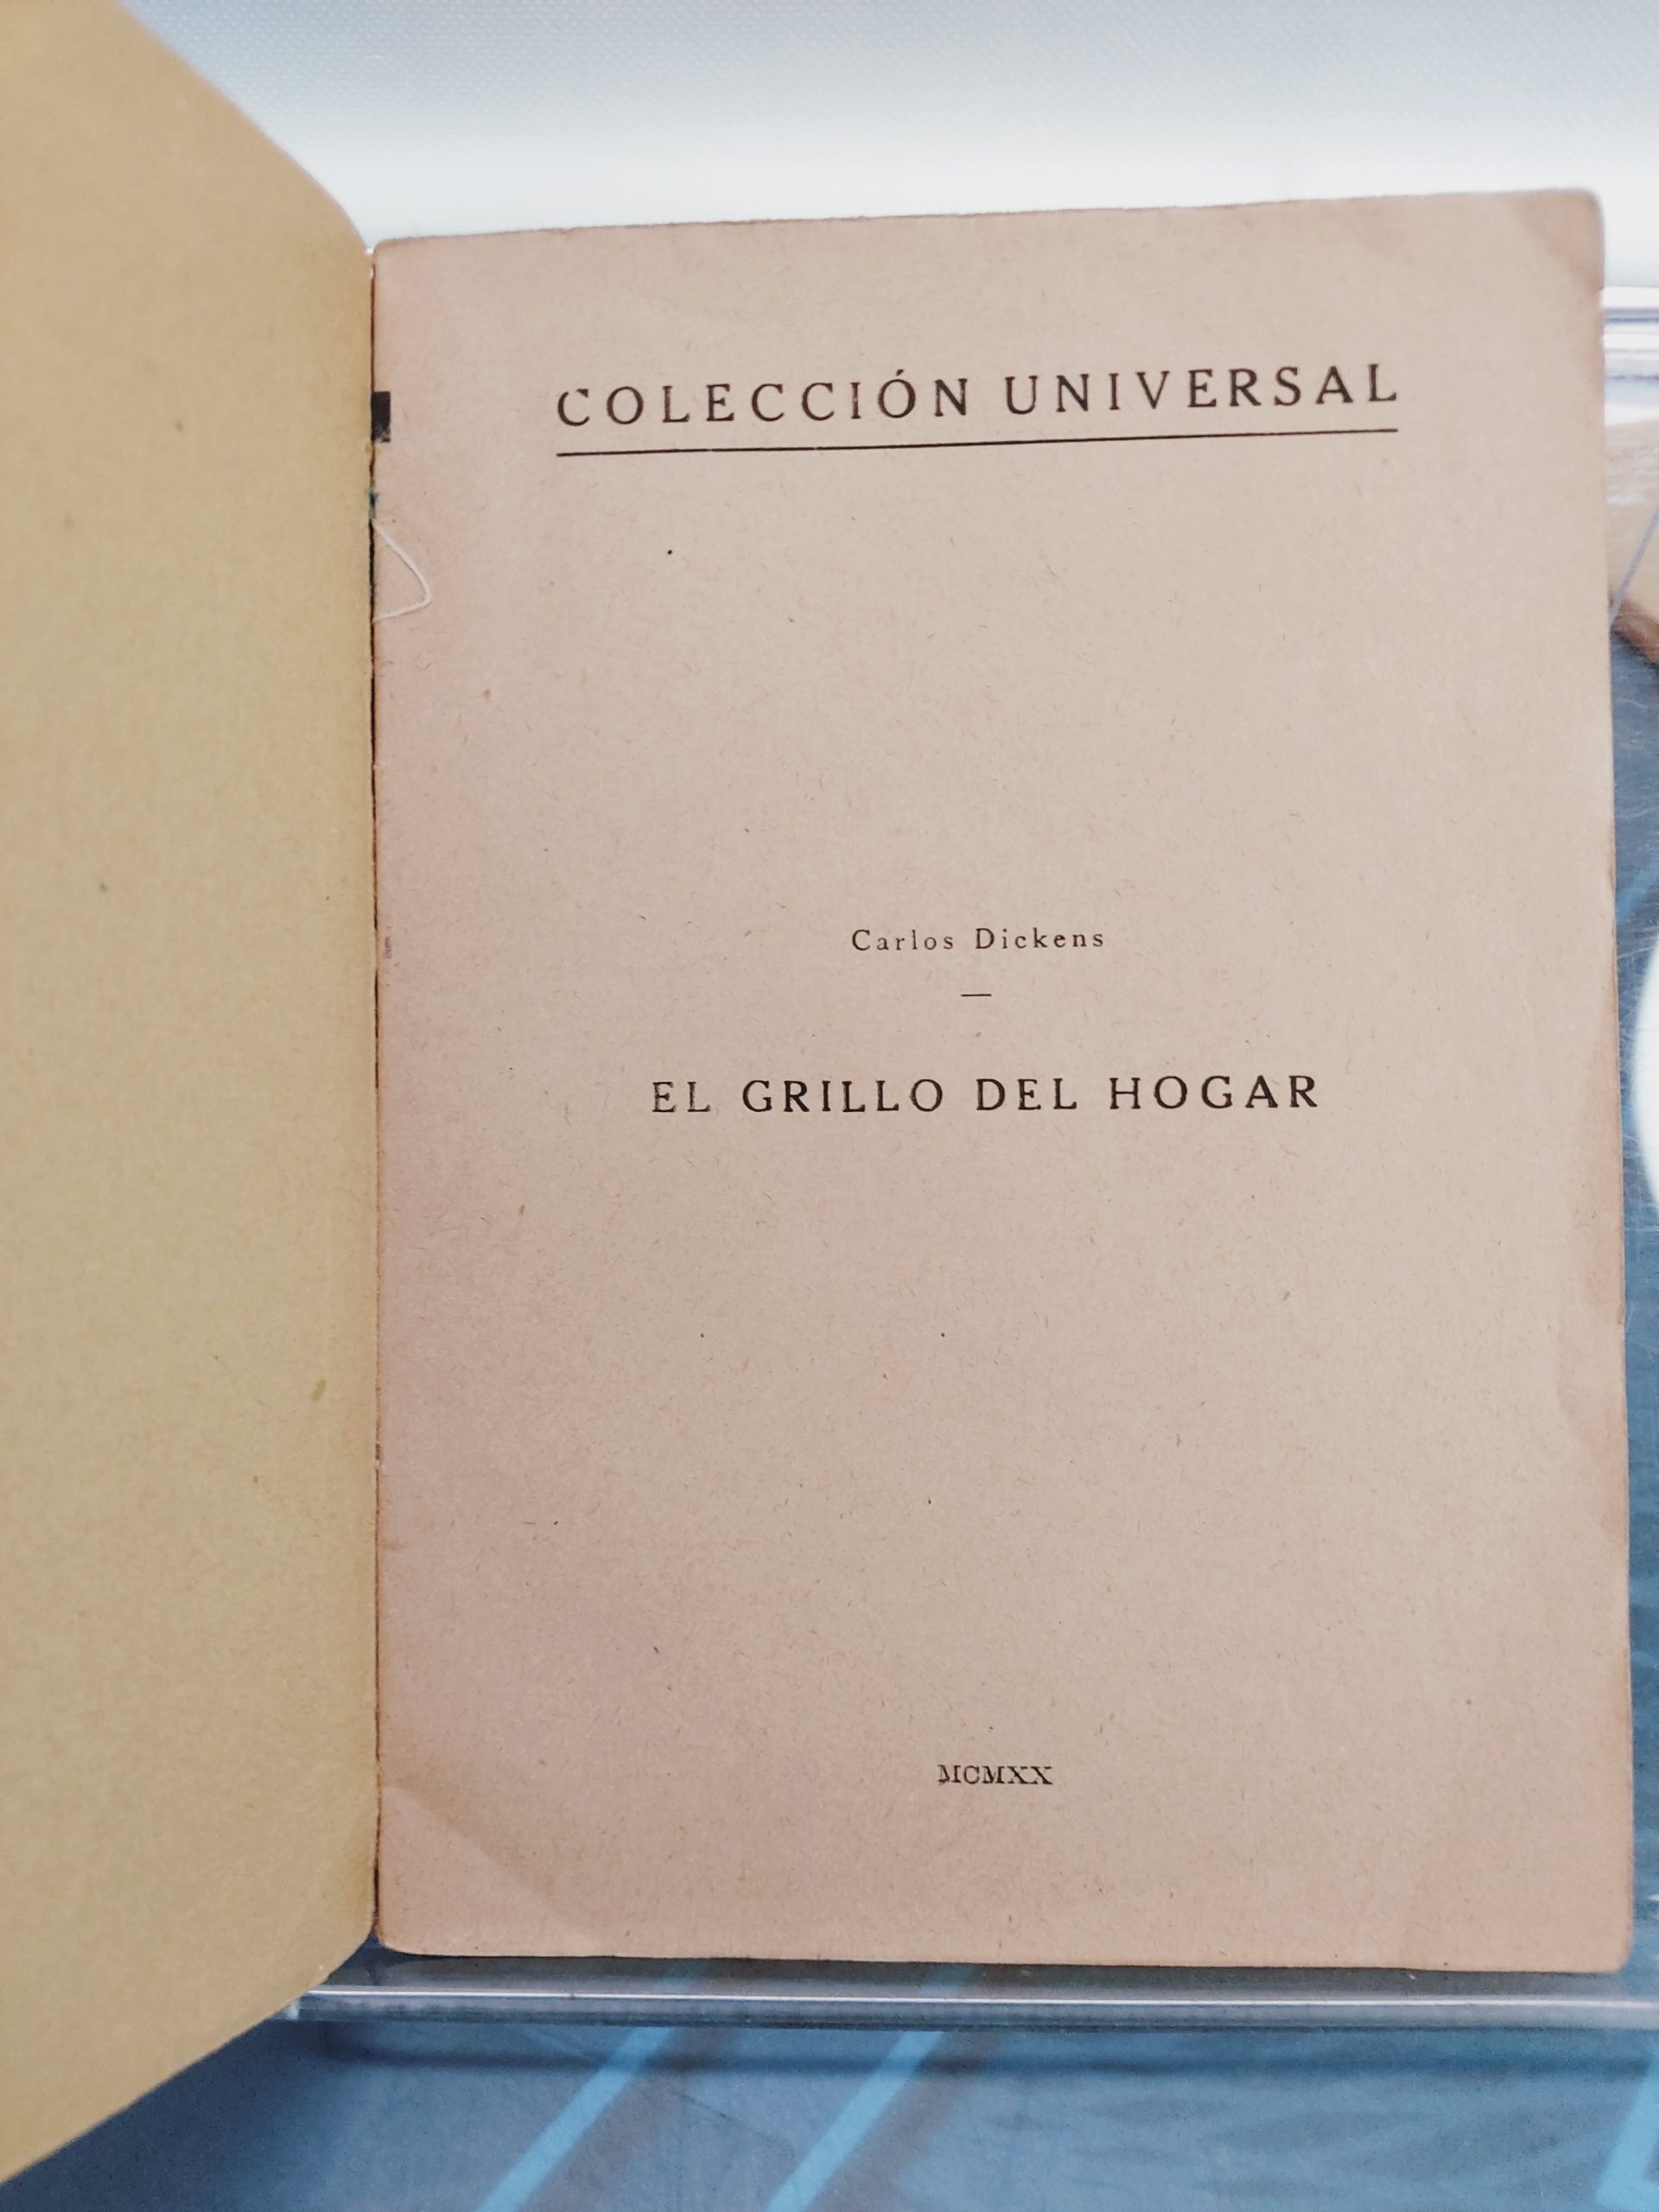 COLECCIÓN UNIVERSAL
Carlos Dickens
EL GRILLO DEL HOGAR
MCMXX